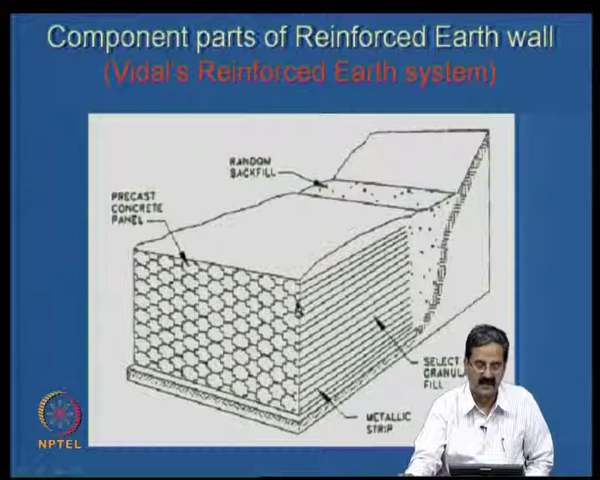 Component parts of Reinforced Earth wall
(Vidal's Reinforced Earth system)
RANDOM
BACKFILL
PRECAST
CONCRETE
PANEL
SELECT
FILL
METALLIC
STRIP
NPTEL